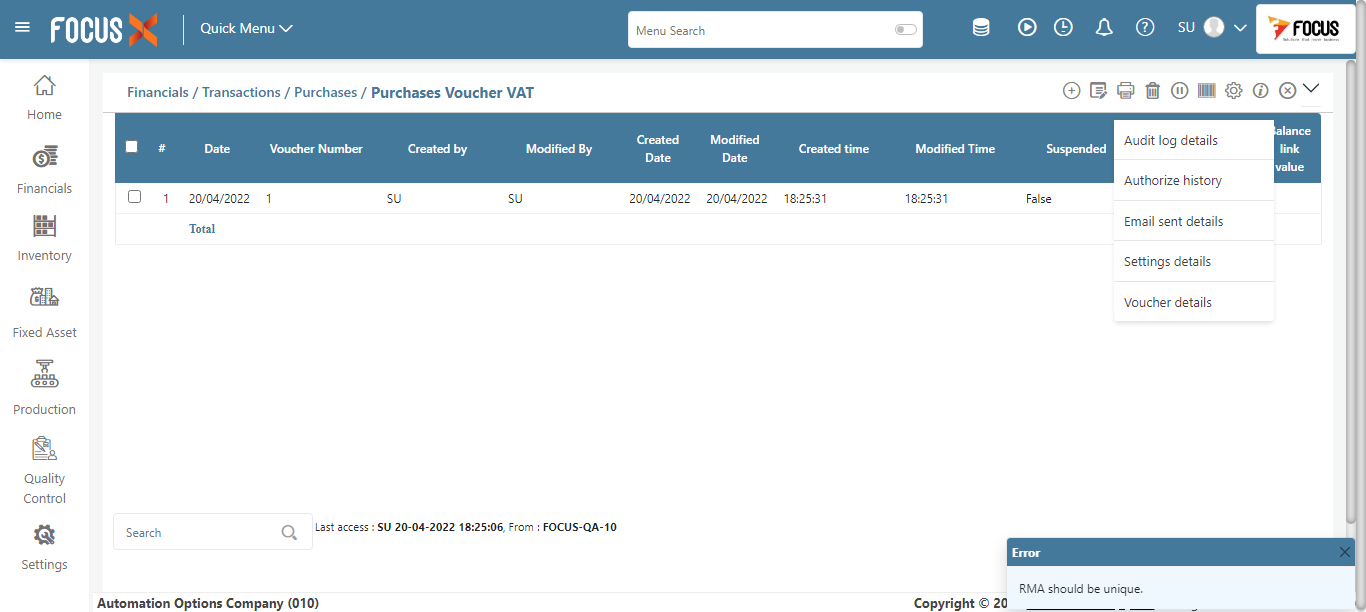 FOCUS X
Quick Menu
Menu Search
SU
FOCUS
Home
Financials
Inventory
Fixed Asset
Production
Quality
Control
Settings
Financials / Transactions / Purchases / Purchases Voucher VAT
# Date Voucher Number Created by Modified By Created Date Modified Date Created time Modified Time Suspended Balance link value
1 20/04/2022 1 SU SU 20/04/2022 20/04/2022 18:25:31 18:25:31 False
Total
Audit log details
Authorize history
Email sent details
Settings details
Voucher details
Search
Last access : SU 20-04-2022 18:25:06, From : FOCUS-QA-10
Error
RMA should be unique.
Automation Options Company (010)
Copyright © 20